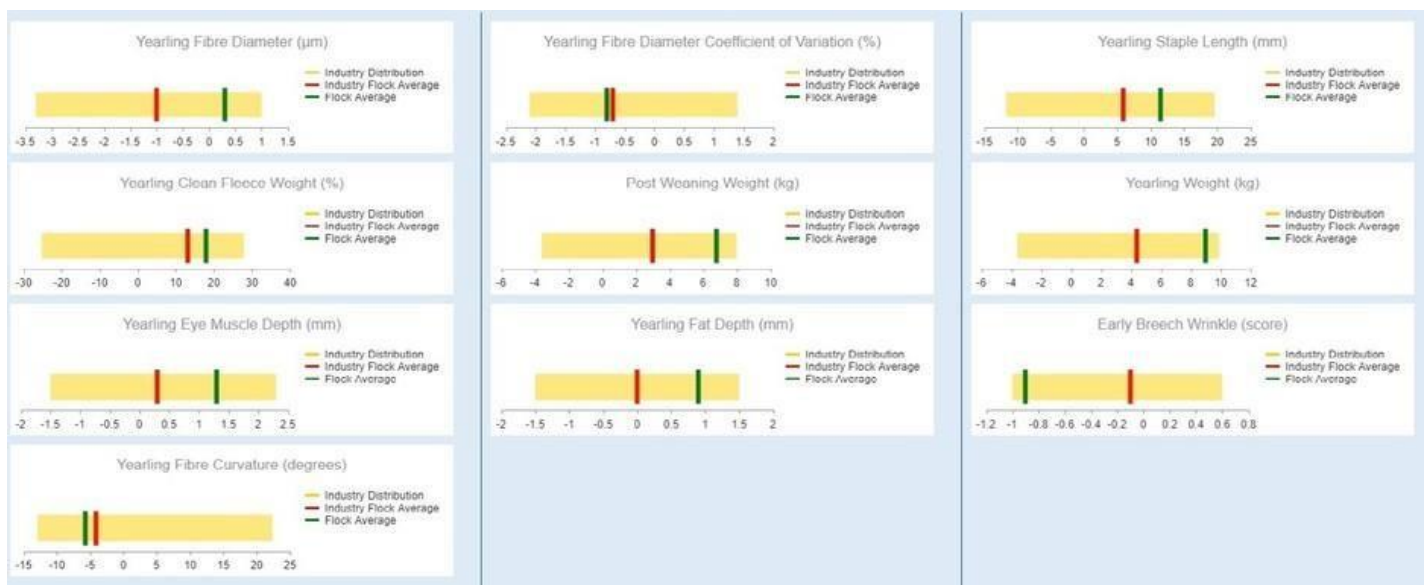 Yearling Fibre Diameter (µm)
Industry Distribution
Industry Flock Average
Flock Average
-3.5 -3 -2.5 -2 -1.5 -1 -0.5 0 0.5 1 1.5
Yearling Fibre Diameter Coefficient of Variation (%)
Industry Distribution
Industry Flock Average
Flock Average
-2.5 -2 -1.5 -1 -0.5 0 0.5 1 1.5 2
Yearling Staple Length (mm)
Industry Distribution
Industry Flock Average
Flock Average
-15 -10 -5 0 5 10 15 20 25
Yearling Clean Fleece Weight (%)
Industry Distribution
Industry Flock Average
Flock Average
-30 -20 -10 0 10 20 30 40
Post Weaning Weight (kg)
Industry Distribution
Industry Flock Average
Flock Average
-6 -4 -2 0 2 4 6 8 10
Yearling Weight (kg)
Industry Distribution
Industry Flock Average
Flock Average
-6 -4 -2 0 2 4 6 8 10 12
Yearling Eye Muscle Depth (mm)
Industry Distribution
Industry Flock Average
Flock Average
-2 -1.5 -1 -0.5 0 0.5 1 1.5 2 2.5
Yearling Fat Depth (mm)
Industry Distribution
Industry Flock Average
Flock Average
-2 -1.5 -1 -0.5 0 0.5 1 1.5 2
Early Breech Wrinkle (score)
Industry Distribution
Industry Flock Average
Flock Average
-1.2 -1 -0.8 -0.6 -0.4 -0.2 0 0.2 0.4 0.6 0.8
Yearling Fibre Curvature (degrees)
Industry Distribution
Industry Flock Average
Flock Average
-15 -10 -5 0 5 10 15 20 25